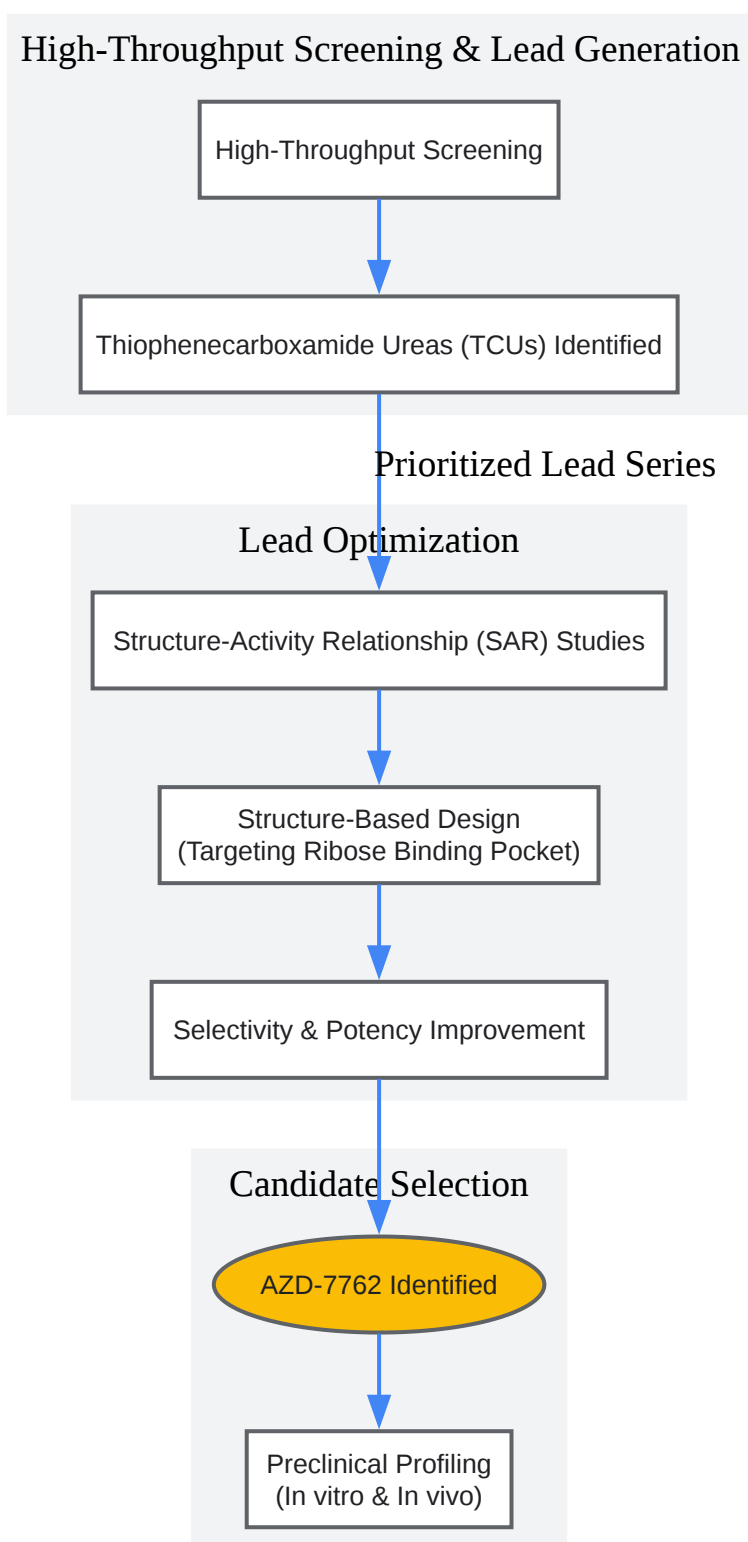 High-Throughput Screening & Lead Generation
High-Throughput Screening
Thiophenecarboxamide Ureas (TCUs) Identified
Prioritized Lead Series
Lead Optimization
Structure-Activity Relationship (SAR) Studies
Structure-Based Design
(Targeting Ribose Binding Pocket)
Selectivity & Potency Improvement
Candidate Selection
AZD-7762 Identified
Preclinical Profiling
(In vitro & In vivo)